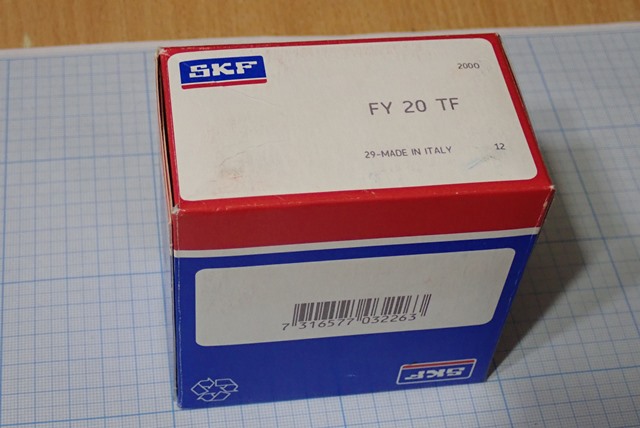 SKF
2000
FY 20 TF
29-MADE IN ITALY 12
7 316577 032263
SKF